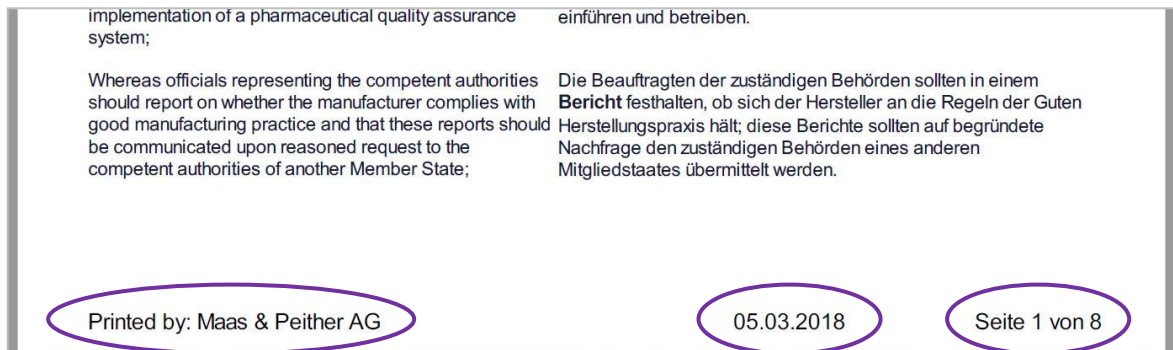 implementation of a pharmaceutical quality assurance
system;
Whereas officials representing the competent authorities
should report on whether the manufacturer complies with
good manufacturing practice and that these reports should
be communicated upon reasoned request to the
competent authorities of another Member State;
einführen und betreiben.
Die Beauftragten der zuständigen Behörden sollten in einem
Bericht festhalten, ob sich der Hersteller an die Regeln der Guten
Herstellungspraxis hält; diese Berichte sollten auf begründete
Nachfrage den zuständigen Behörden eines anderen
Mitgliedstaates übermittelt werden.
Printed by: Maas & Peither AG 05.03.2018 Seite 1 von 8